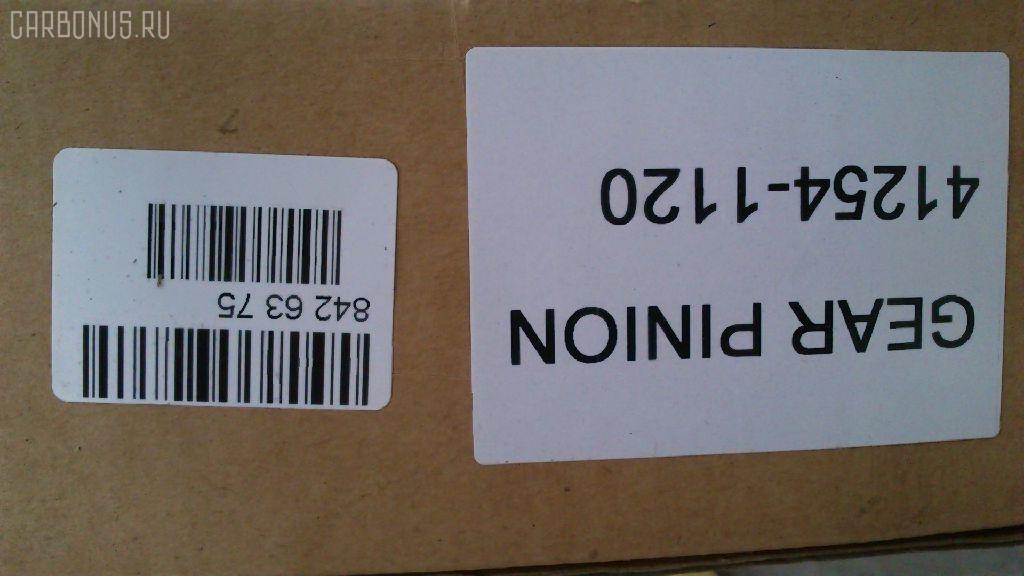 CARBONUS.RU
GEAR PINION
41254-1120
842 63 75